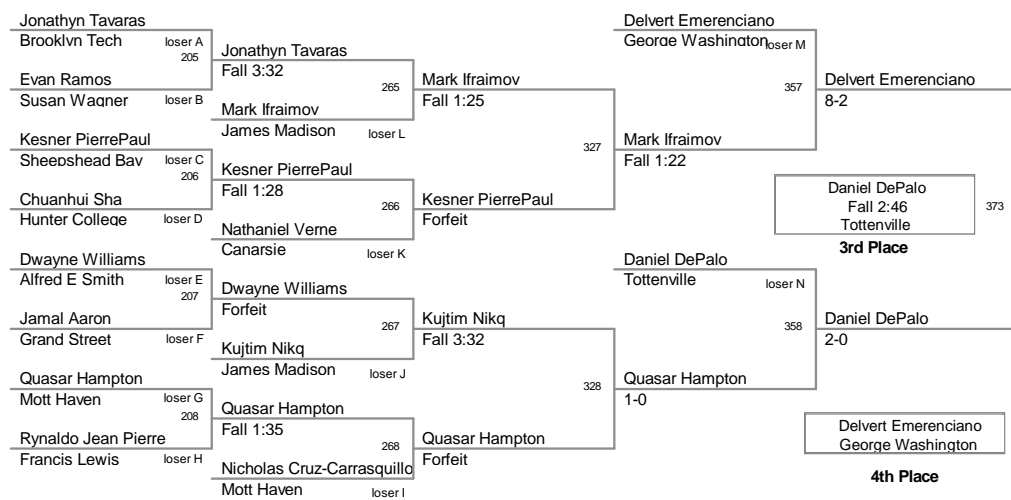 Jonathyn Tavaras
Brooklyn Tech
loser A
205
Evan Ramos
Susan Wagner
loser B
Kesner PierrePaul
Sheepshead Bay
loser C
206
Chuanhui Sha
Hunter College
loser D
Dwayne Williams
Alfred E Smith
loser E
207
Jamal Aaron
Grand Street
loser F
Quasar Hampton
Mott Haven
loser G
208
Rynaldo Jean Pierre
Francis Lewis
loser H
Jonathyn Tavaras
Fall 3:32
265
Mark Ifraimov
James Madison
loser L
Kesner PierrePaul
Fall 1:28
266
Nathaniel Verne
Canarsie
loser K
Dwayne Williams
Forfeit
267
Kujtim Nikq
James Madison
loser J
Quasar Hampton
Fall 1:35
268
Nicholas Cruz-Carrasquillo
Mott Haven
loser I
Mark Ifraimov
Fall 1:25
327
Kesner PierrePaul
Forfeit
Kujtim Nikq
Fall 3:32
328
Quasar Hampton
Forfeit
Delvert Emerenciano
George Washington
loser M
357
Mark Ifraimov
Fall 1:22
Daniel DePalo
Tottenville
loser N
358
Quasar Hampton
1-0
Delvert Emerenciano
8-2
Daniel DePalo
Fall 2:46
Tottenville
373
3rd Place
Daniel DePalo
2-0
Delvert Emerenciano
George Washington
4th Place